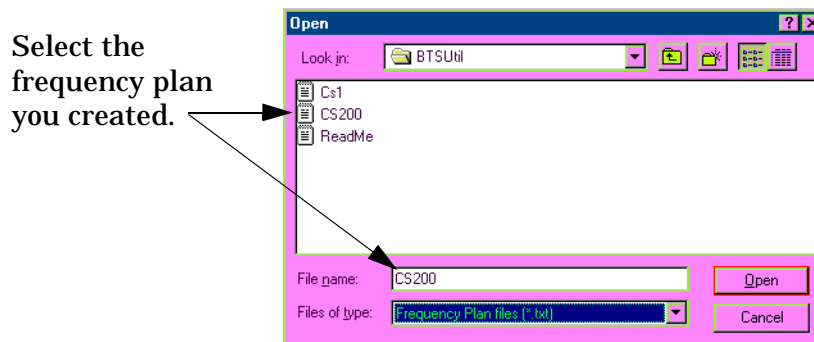 Select the
frequency plan
you created.
Open
Look in: BTSUtil
Cs1
CS200
ReadMe
File name: CS200 Open
Files of type: Frequency Plan files (*.txt) Cancel